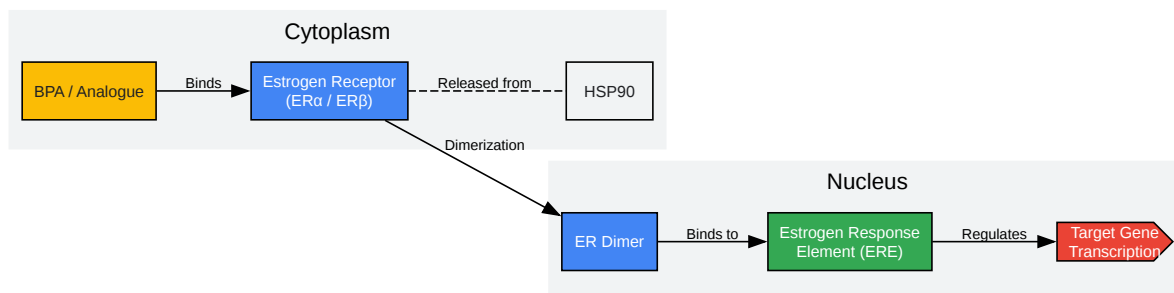 Cytoplasm
BPA / Analogue
Binds
Estrogen Receptor
(ERα / ERβ)
Released from
HSP90
Dimerization
Nucleus
ER Dimer
Binds to
Estrogen Response
Element (ERE)
Regulates
Target Gene
Transcription